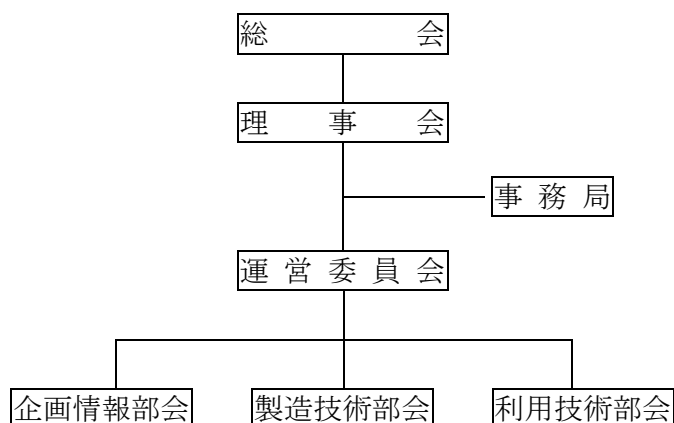 総会
理事会
事務局
運営委員会
企画情報部会
製造技術部会
利用技術部会